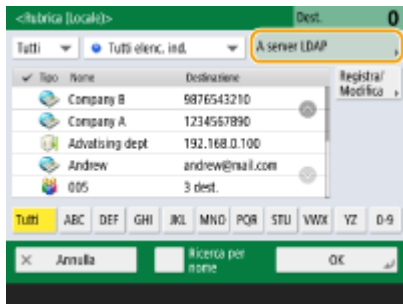 <Rubrica (Locale)> Dest. 0
Tutti Tutti elenc. ind. A server LDAP
Tipo Nome Destinazione Registra/
Modifica
Company B 9876543210
Company A 1234567890
Advatising dept 192.168.0.100
Andrew andrew@mail.com
005 3 dest.
Tutti ABC DEF GHI JKL MNO PQR STU VWX YZ 0-9
Annulla Ricerca per
nome OK